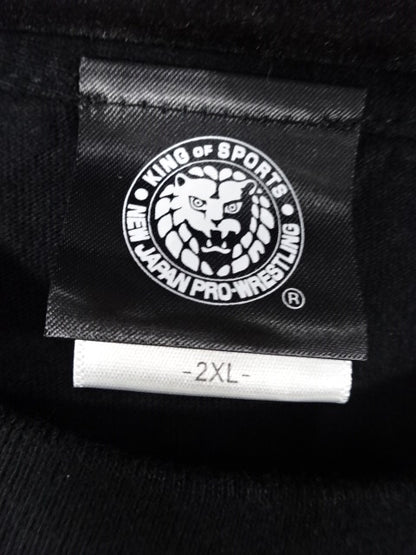 KING OF SPORTS
NEW JAPAN PRO-WRESTLING
®
-2XL-